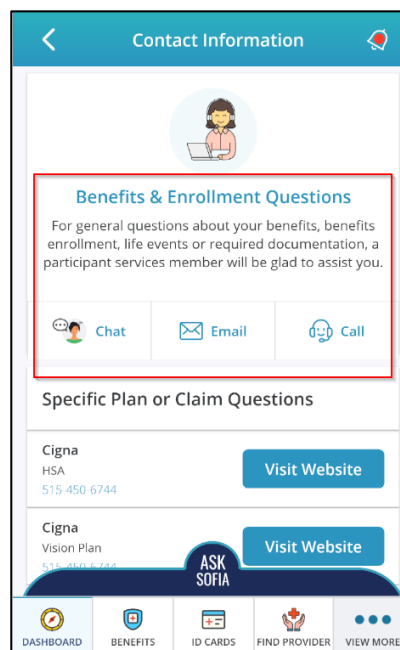 Contact Information
Benefits & Enrollment Questions
For general questions about your benefits, benefits
enrollment, life events or required documentation, a
participant services member will be glad to assist you.
Chat
Email
Call
Specific Plan or Claim Questions
Cigna
HSA
515-450-6744
Visit Website
Cigna
Vision Plan
515-450-6744
Visit Website
ASK
SOFIA
DASHBOARD
BENEFITS
ID CARDS
FIND PROVIDER
VIEW MORE